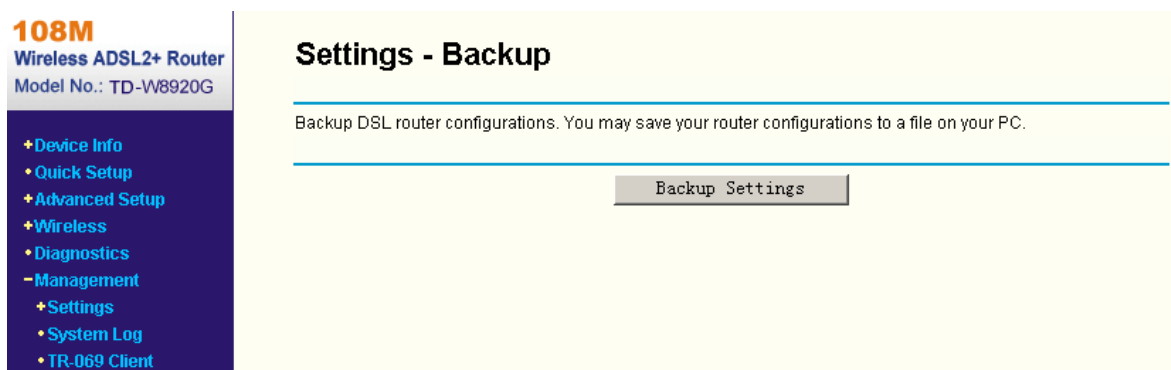 108M
Wireless ADSL2+ Router
Model No.: TD-W8920G
+Device Info
•Quick Setup
+Advanced Setup
+Wireless
•Diagnostics
-Management
+Settings
•System Log
•TR-069 Client
Settings - Backup
Backup DSL router configurations. You may save your router configurations to a file on your PC.
Backup Settings